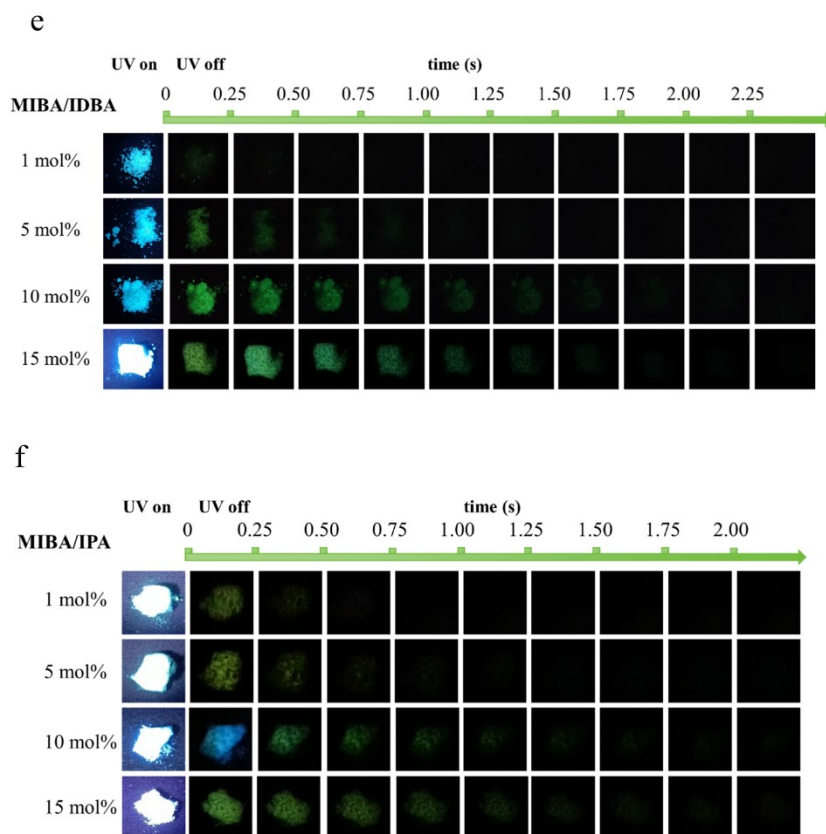 e
UV on UV off time (s)
MIBA/IDBA 0 0.25 0.50 0.75 1.00 1.25 1.50 1.75 2.00 2.25
1 mol%
5 mol%
10 mol%
15 mol%
f
UV on UV off time (s)
MIBA/IPA 0 0.25 0.50 0.75 1.00 1.25 1.50 1.75 2.00
1 mol%
5 mol%
10 mol%
15 mol%